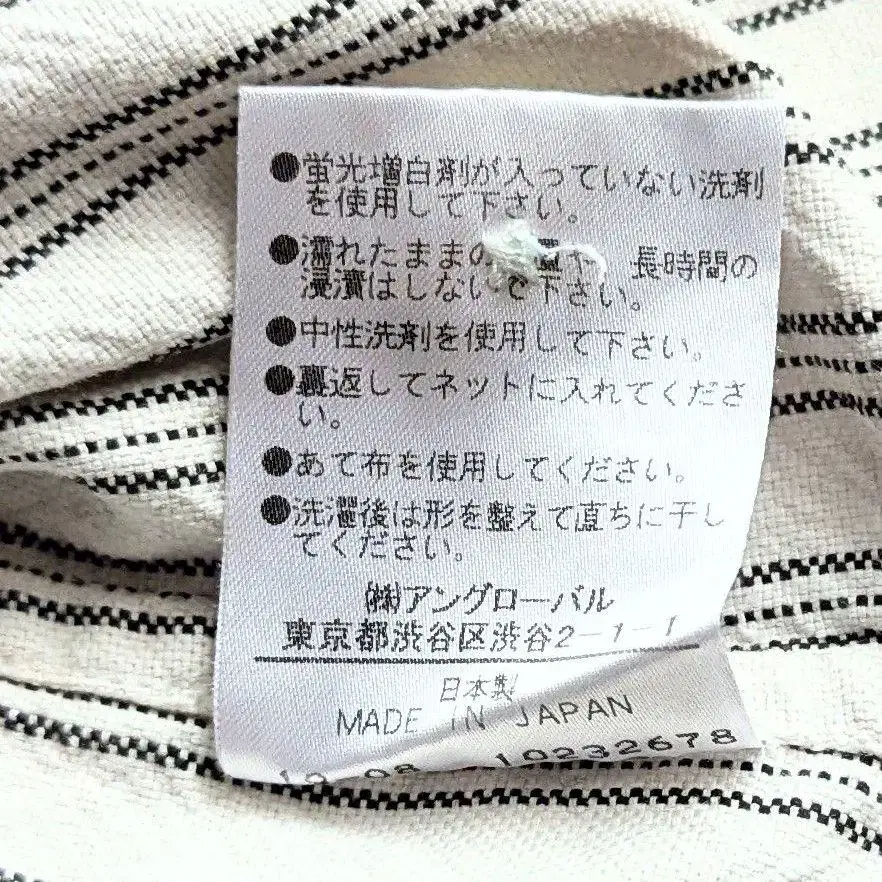 ●蛍光増白剤が入っていない洗剤
を使用して下さい。
●濡れたままの 置や 長時間の
浸漬はしないで下さい。
●中性洗剤を使用して下さい。
●裏返してネットに入れてくださ
い。
●あて布を使用してください。
●洗濯後は形を整えて直ちに干し
てください。
㈱アングローバル
東京都渋谷区渋谷2-1-1
日本製
MADE IN JAPAN
10232678